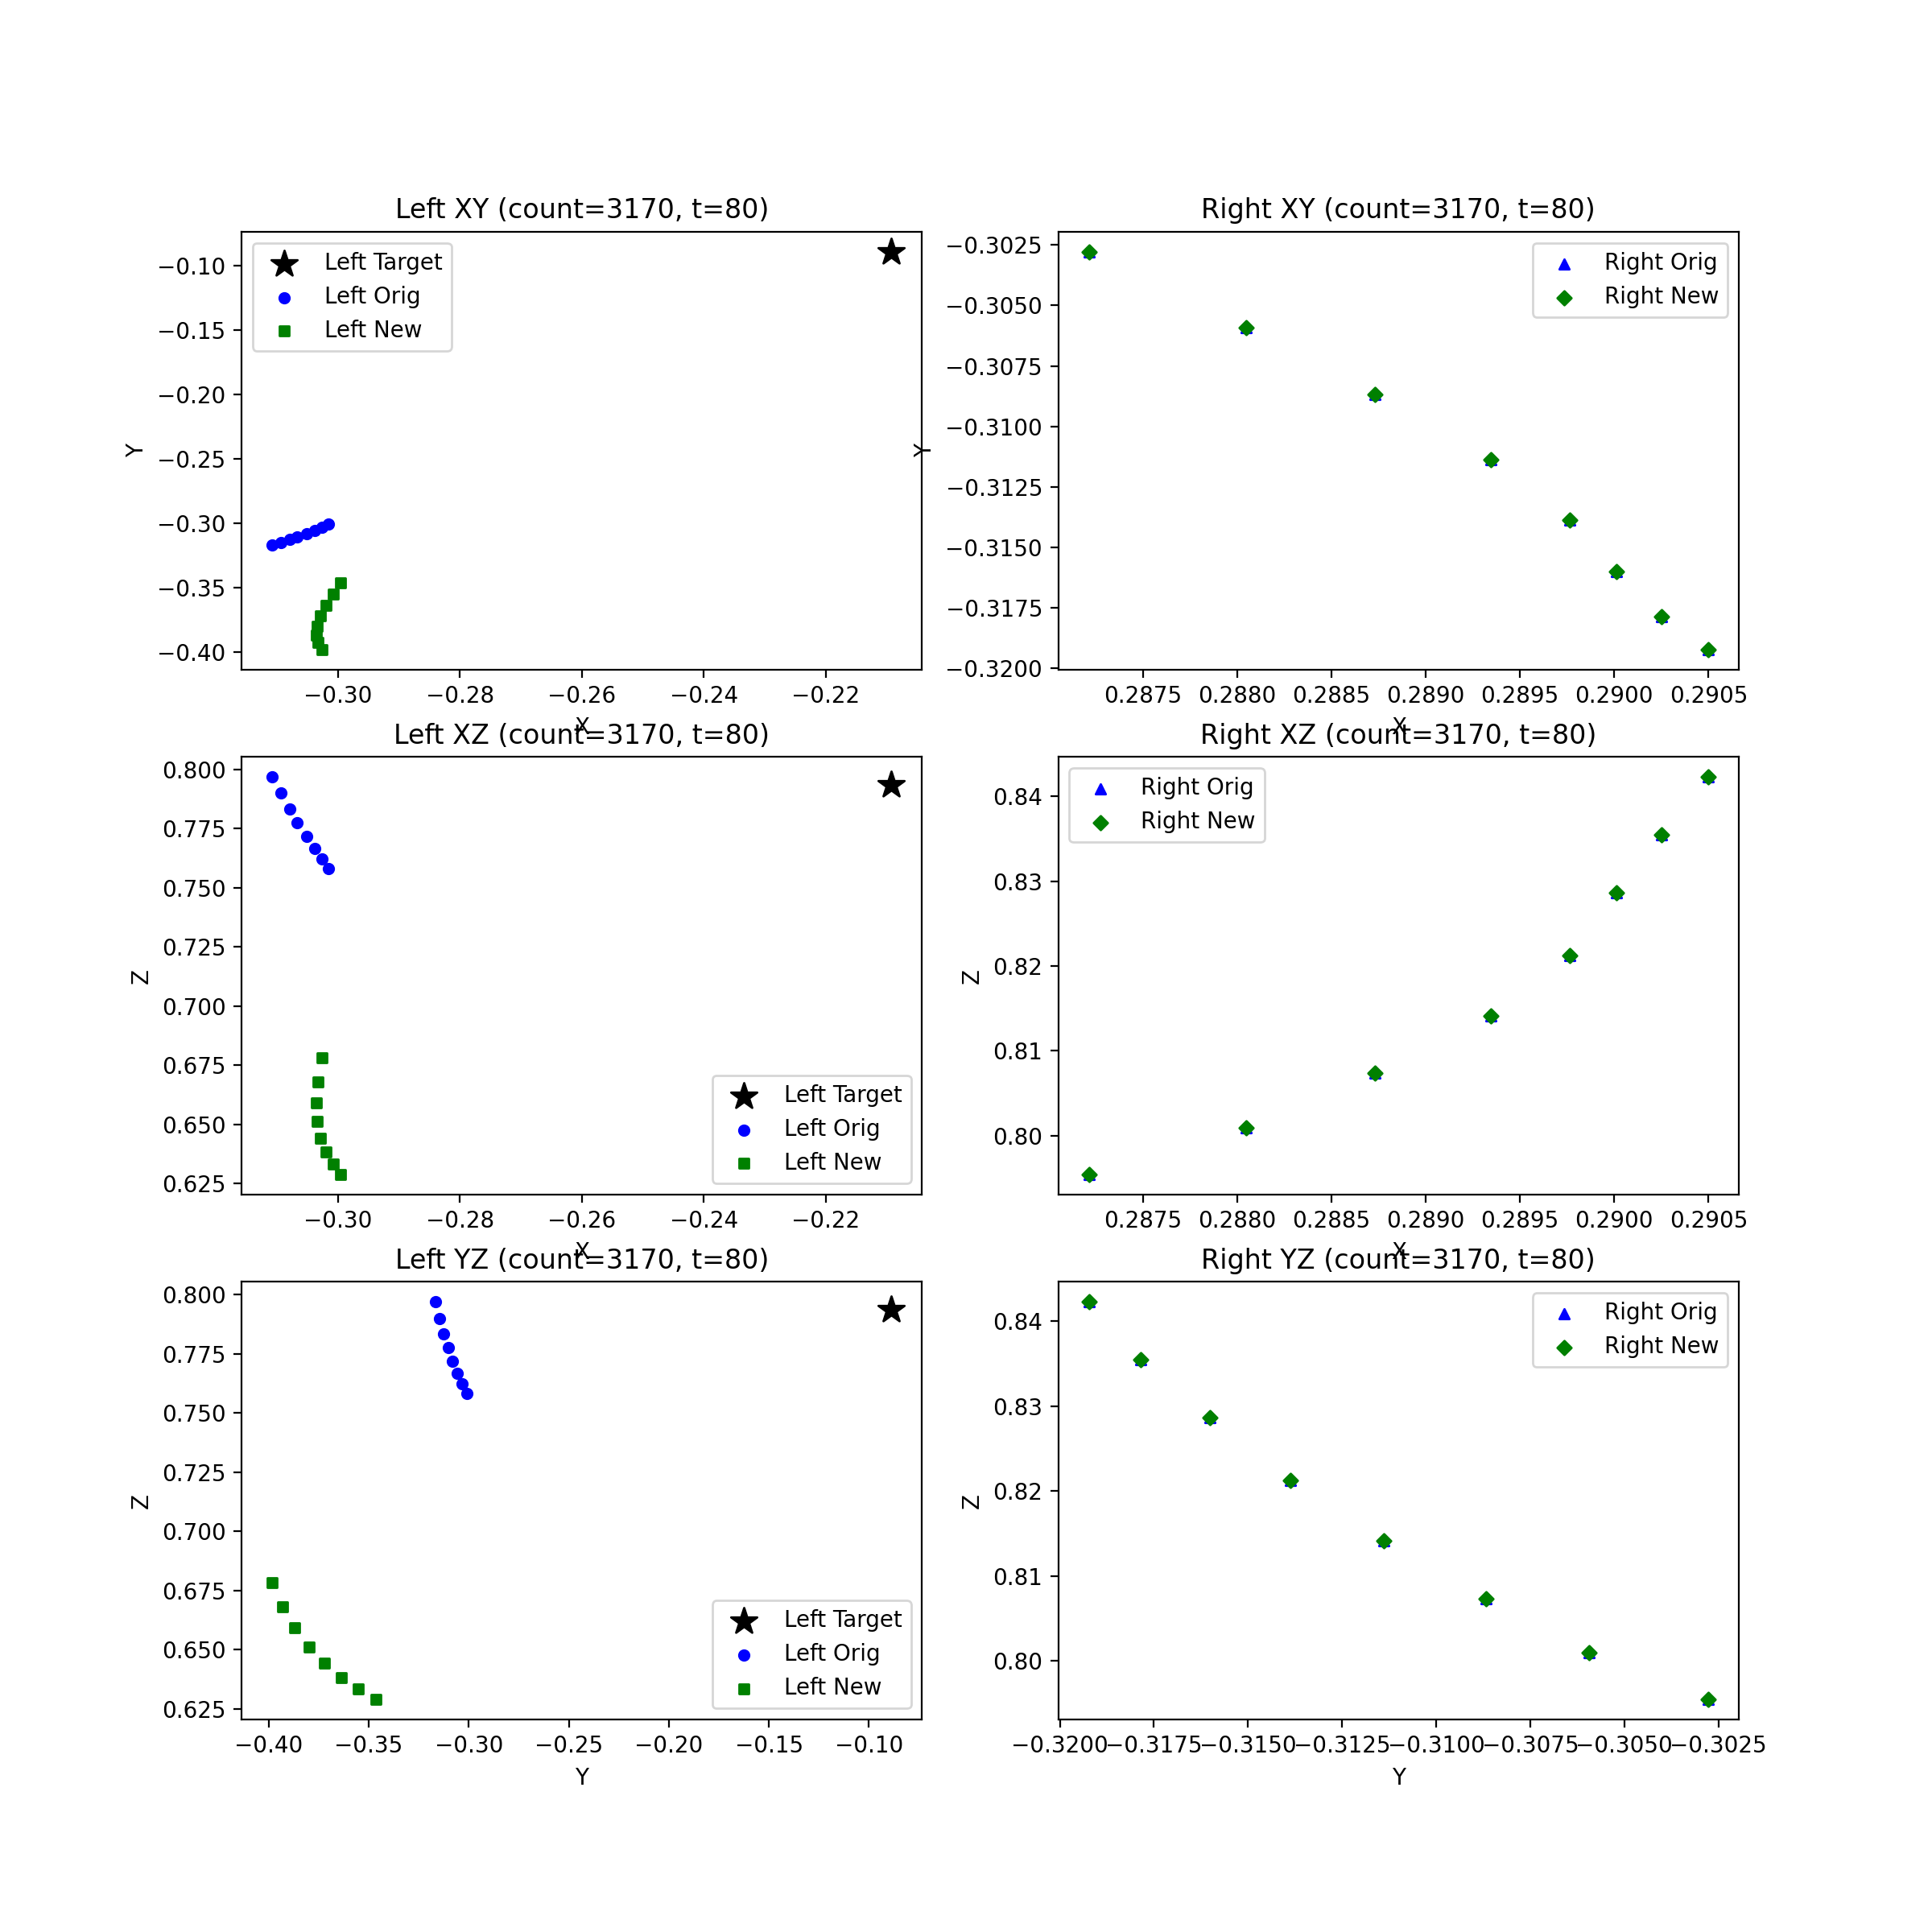 Left XY (count=3170, t=80)
Right XY (count=3170, t=80)
Left Target
Left Orig
Left New
−0.10
−0.15
−0.20
−0.25
−0.30
−0.35
−0.40
Y
−0.30
−0.28
−0.26
−0.24
−0.22
X
Right Orig
Right New
−0.3025
−0.3050
−0.3075
−0.3100
−0.3125
−0.3150
−0.3175
−0.3200
Y
0.2875
0.2880
0.2885
0.2890
0.2895
0.2900
0.2905
X
Left XZ (count=3170, t=80)
Right XZ (count=3170, t=80)
0.800
0.775
0.750
0.725
0.700
0.675
0.650
0.625
Z
Left Target
Left Orig
Left New
−0.30
−0.28
−0.26
−0.24
−0.22
X
Right Orig
Right New
0.84
0.83
0.82
0.81
0.80
Z
0.2875
0.2880
0.2885
0.2890
0.2895
0.2900
0.2905
X
Left YZ (count=3170, t=80)
Right YZ (count=3170, t=80)
0.800
0.775
0.750
0.725
0.700
0.675
0.650
0.625
Z
Left Target
Left Orig
Left New
−0.40
−0.35
−0.30
−0.25
−0.20
−0.15
−0.10
Y
Right Orig
Right New
0.84
0.83
0.82
0.81
0.80
Z
−0.3200
−0.3175
−0.3150
−0.3125
−0.3100
−0.3075
−0.3050
−0.3025
Y